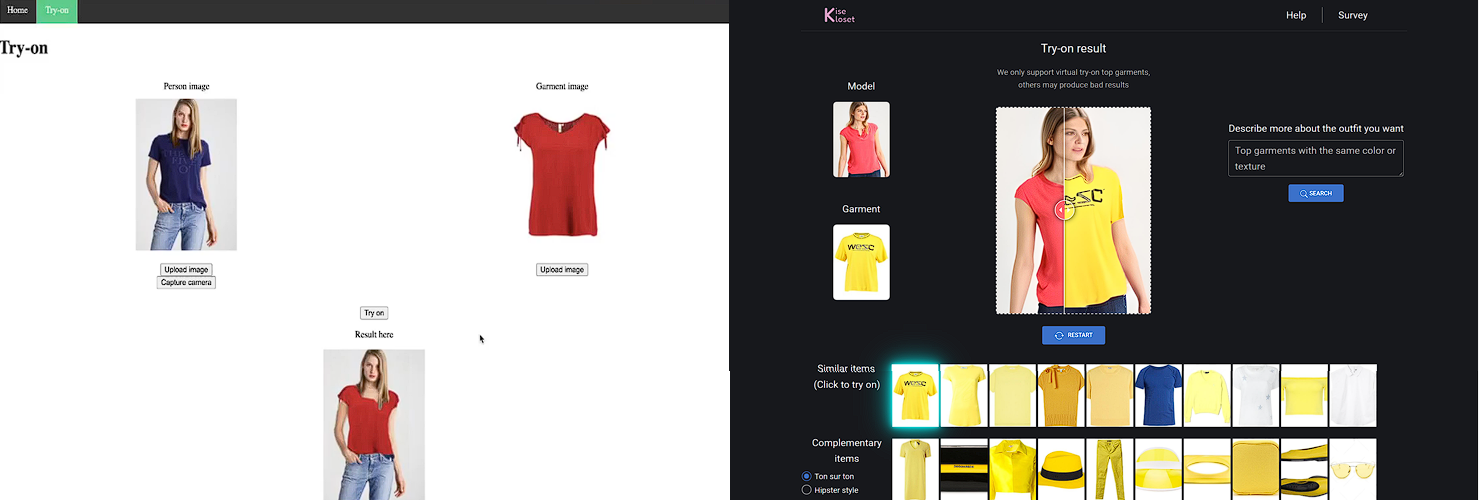 Home
Try-on
Try-on
Person image
Garment image
Upload image
Capture camera
Upload image
Try on
Result here
Kise
Kloset
Help
Survey
Try-on result
We only support virtual try-on top garments,
others may produce bad results
Model
Garment
WESC
Describe more about the outfit you want
Top garments with the same color or
texture
SEARCH
RESTART
Similar items
(Click to try on)
WESC
Complementary
items
Ton sur ton
Hipster style